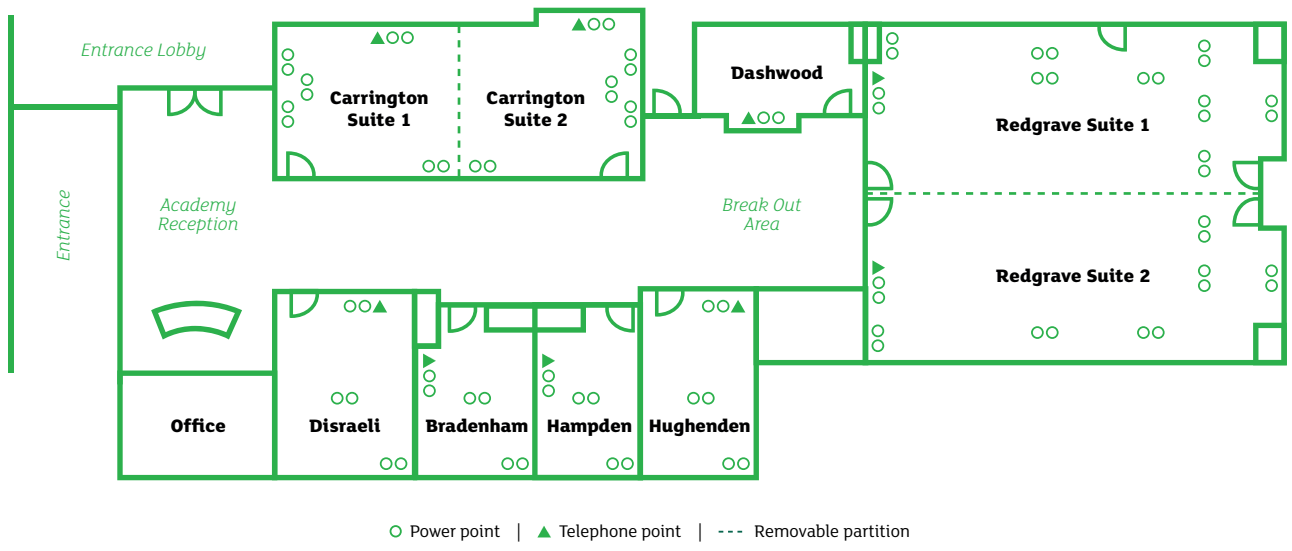 Entrance Lobby
Entrance
Academy
Reception
Carrington
Suite 1
Carrington
Suite 2
Dashwood
Redgrave Suite 1
Break Out
Area
Redgrave Suite 2
Office
Disraeli
Bradenham
Hampden
Hughenden
Power point | Telephone point | Removable partition